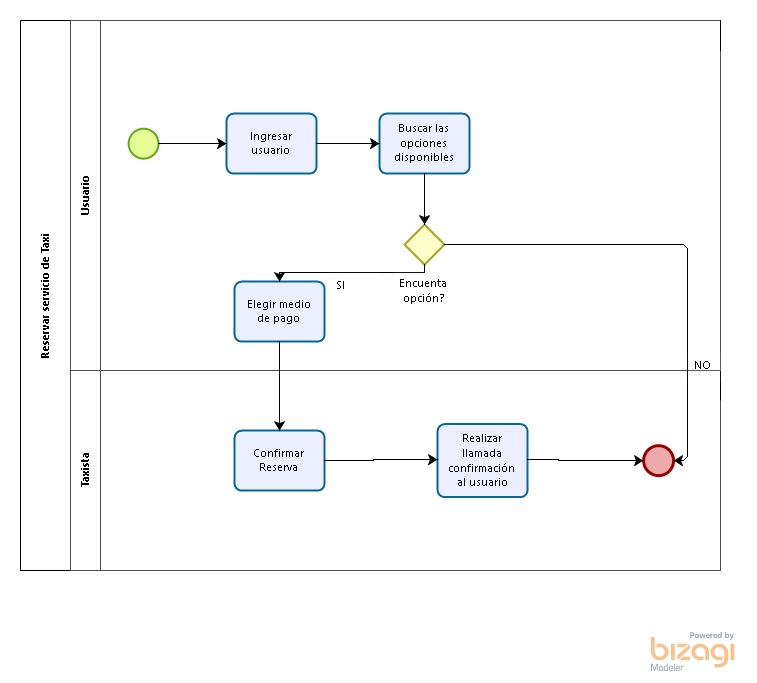 Reservar servicio de Taxi
Usuario
Ingresar
usuario
Buscar las
opciones
disponibles
Encuenta
opción?
SI
NO
Elegir medio
de pago
Taxista
Confirmar
Reserva
Realizar
llamada
confirmación
al usuario
Powered by
bizagi
Modeler